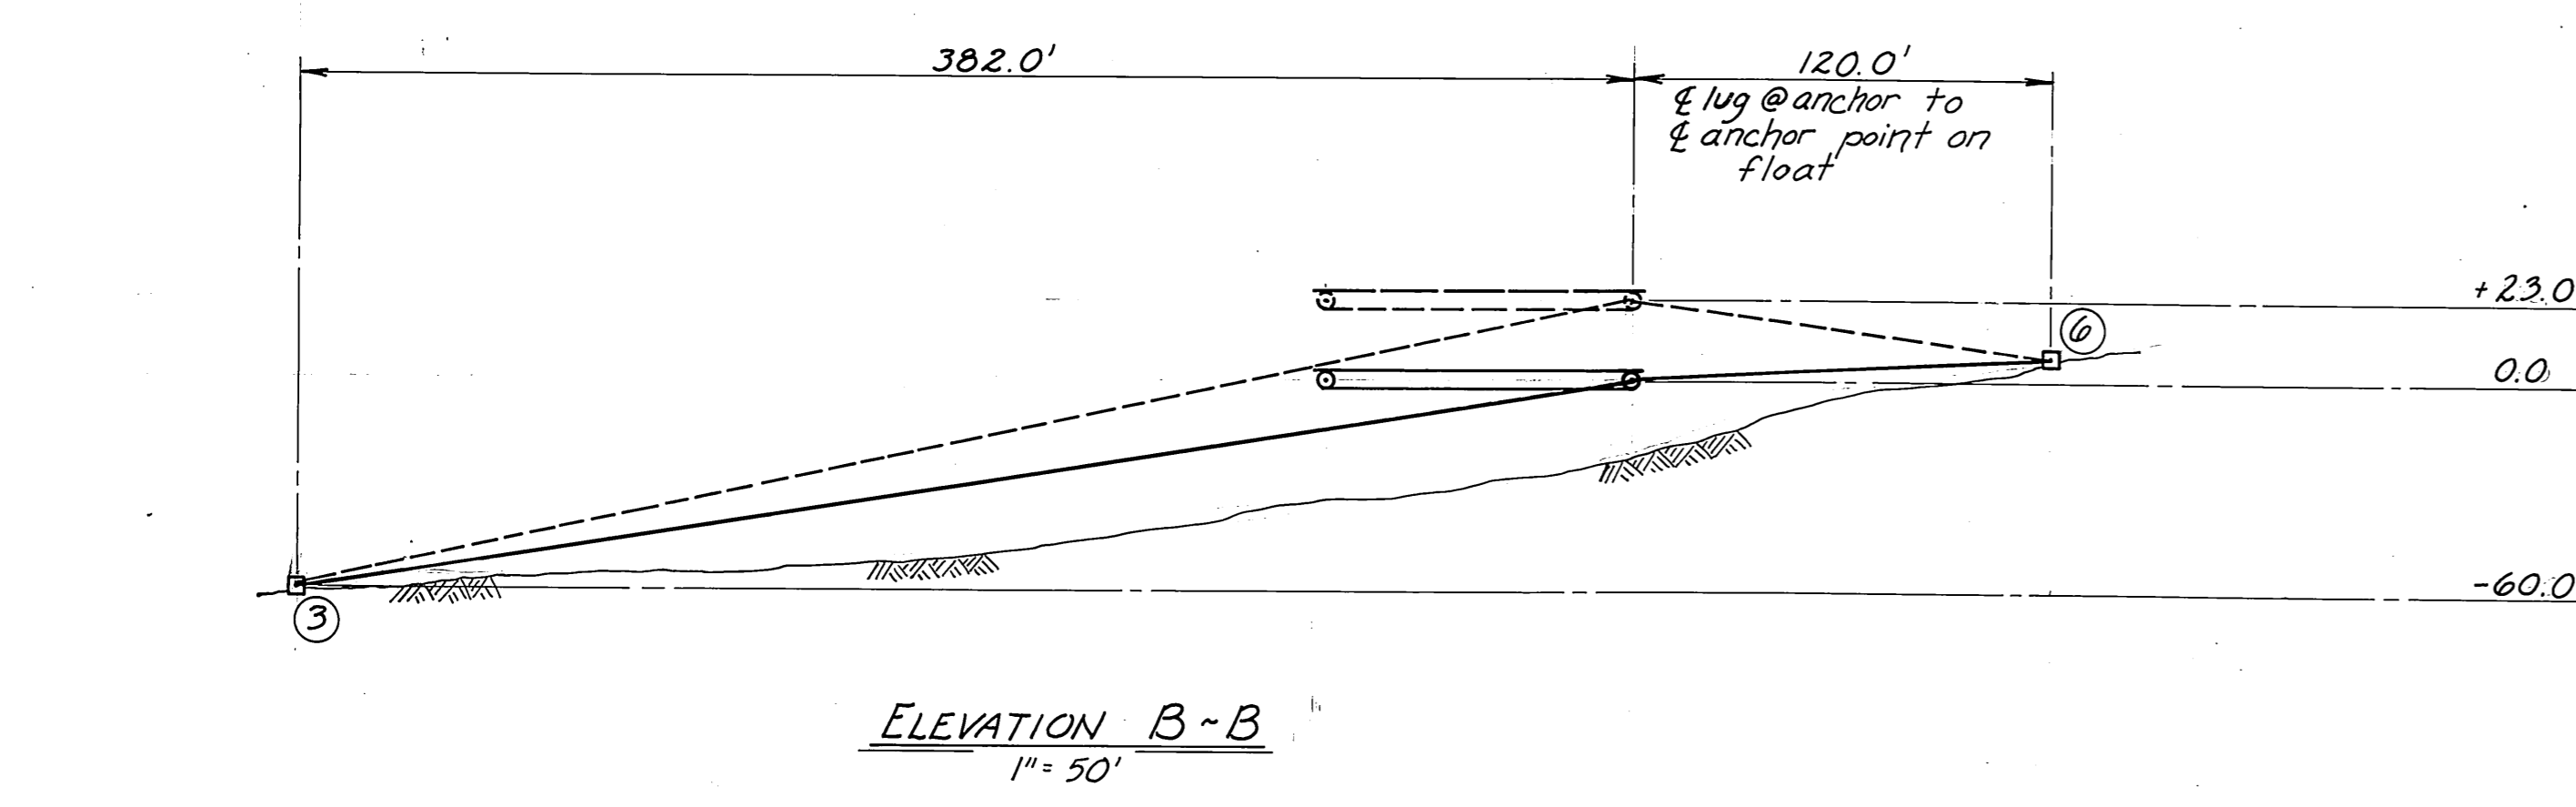 382.0'
120.0'
℄ lug @ anchor to
℄ anchor point on
float
+23.0
6
0.0
-60.0
3
ELEVATION B~B
1"= 50'